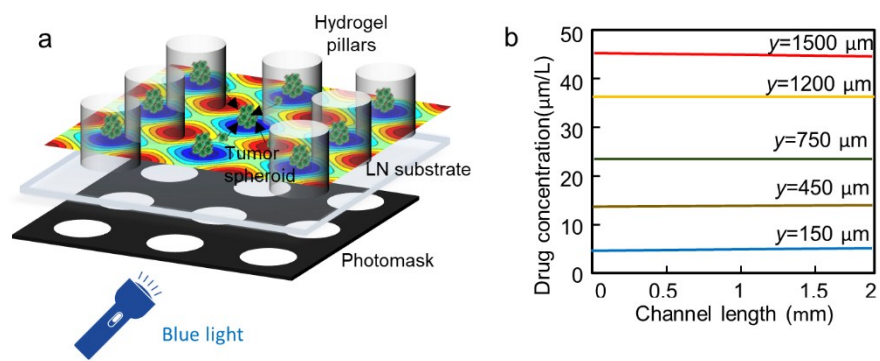 a
Hydrogel
pillars
Tumor
spheroid
LN substrate
Photomask
Blue light
b
Drug concentration(μm/L)
50
40
30
20
10
0
y=1500 μm
y=1200 μm
y=750 μm
y=450 μm
y=150 μm
0 0.5 1 1.5 2
Channel length (mm)